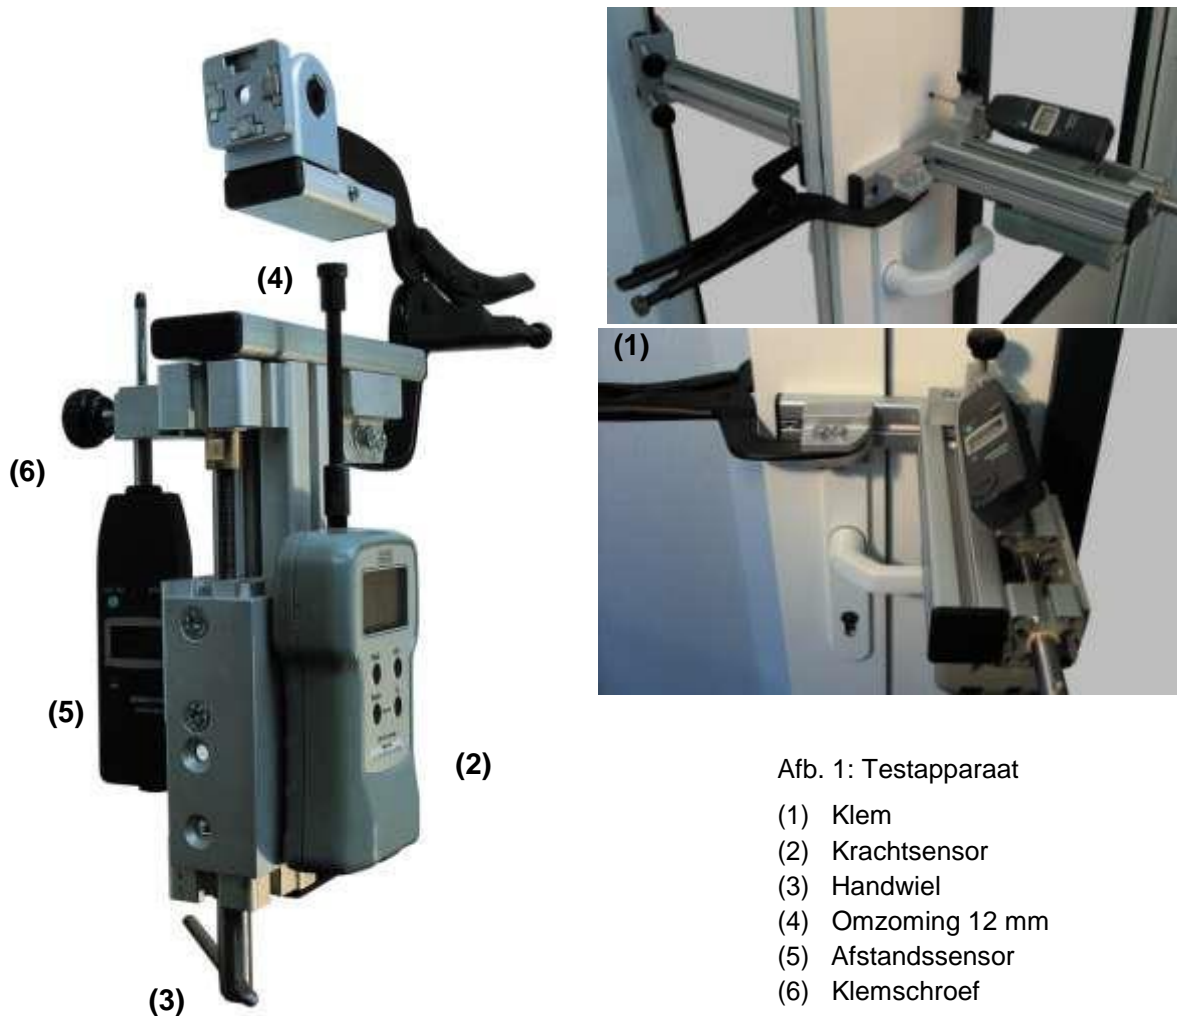 (4)
(6)
(5)
(2)
(3)
(1)
Afb. 1: Testapparaat
(1) Klem
(2) Krachtsensor
(3) Handwiel
(4) Omzoming 12 mm
(5) Afstandssensor
(6) Klemschroef